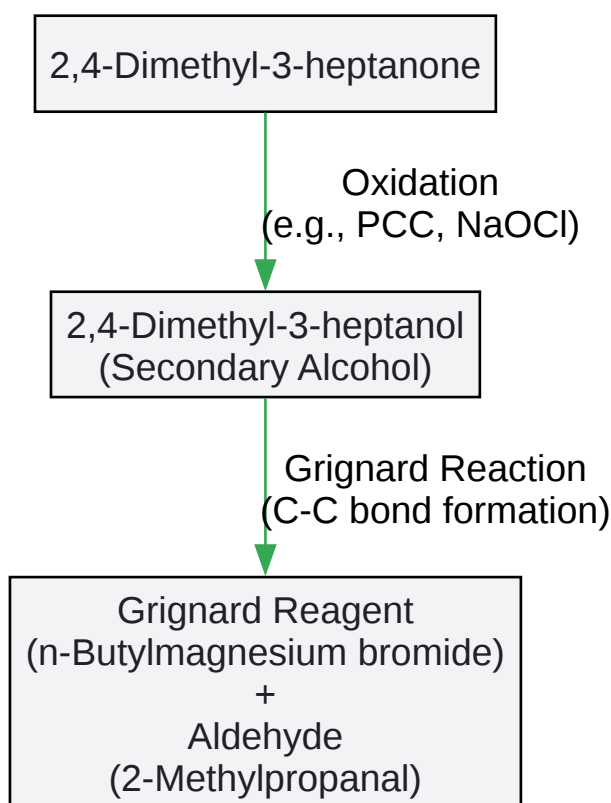 2,4-Dimethyl-3-heptanone
Oxidation
(e.g., PCC, NaOCl)
2,4-Dimethyl-3-heptanol
(Secondary Alcohol)
Grignard Reaction
(C-C bond formation)
Grignard Reagent
(n-Butylmagnesium bromide)
+
Aldehyde
(2-Methylpropanal)